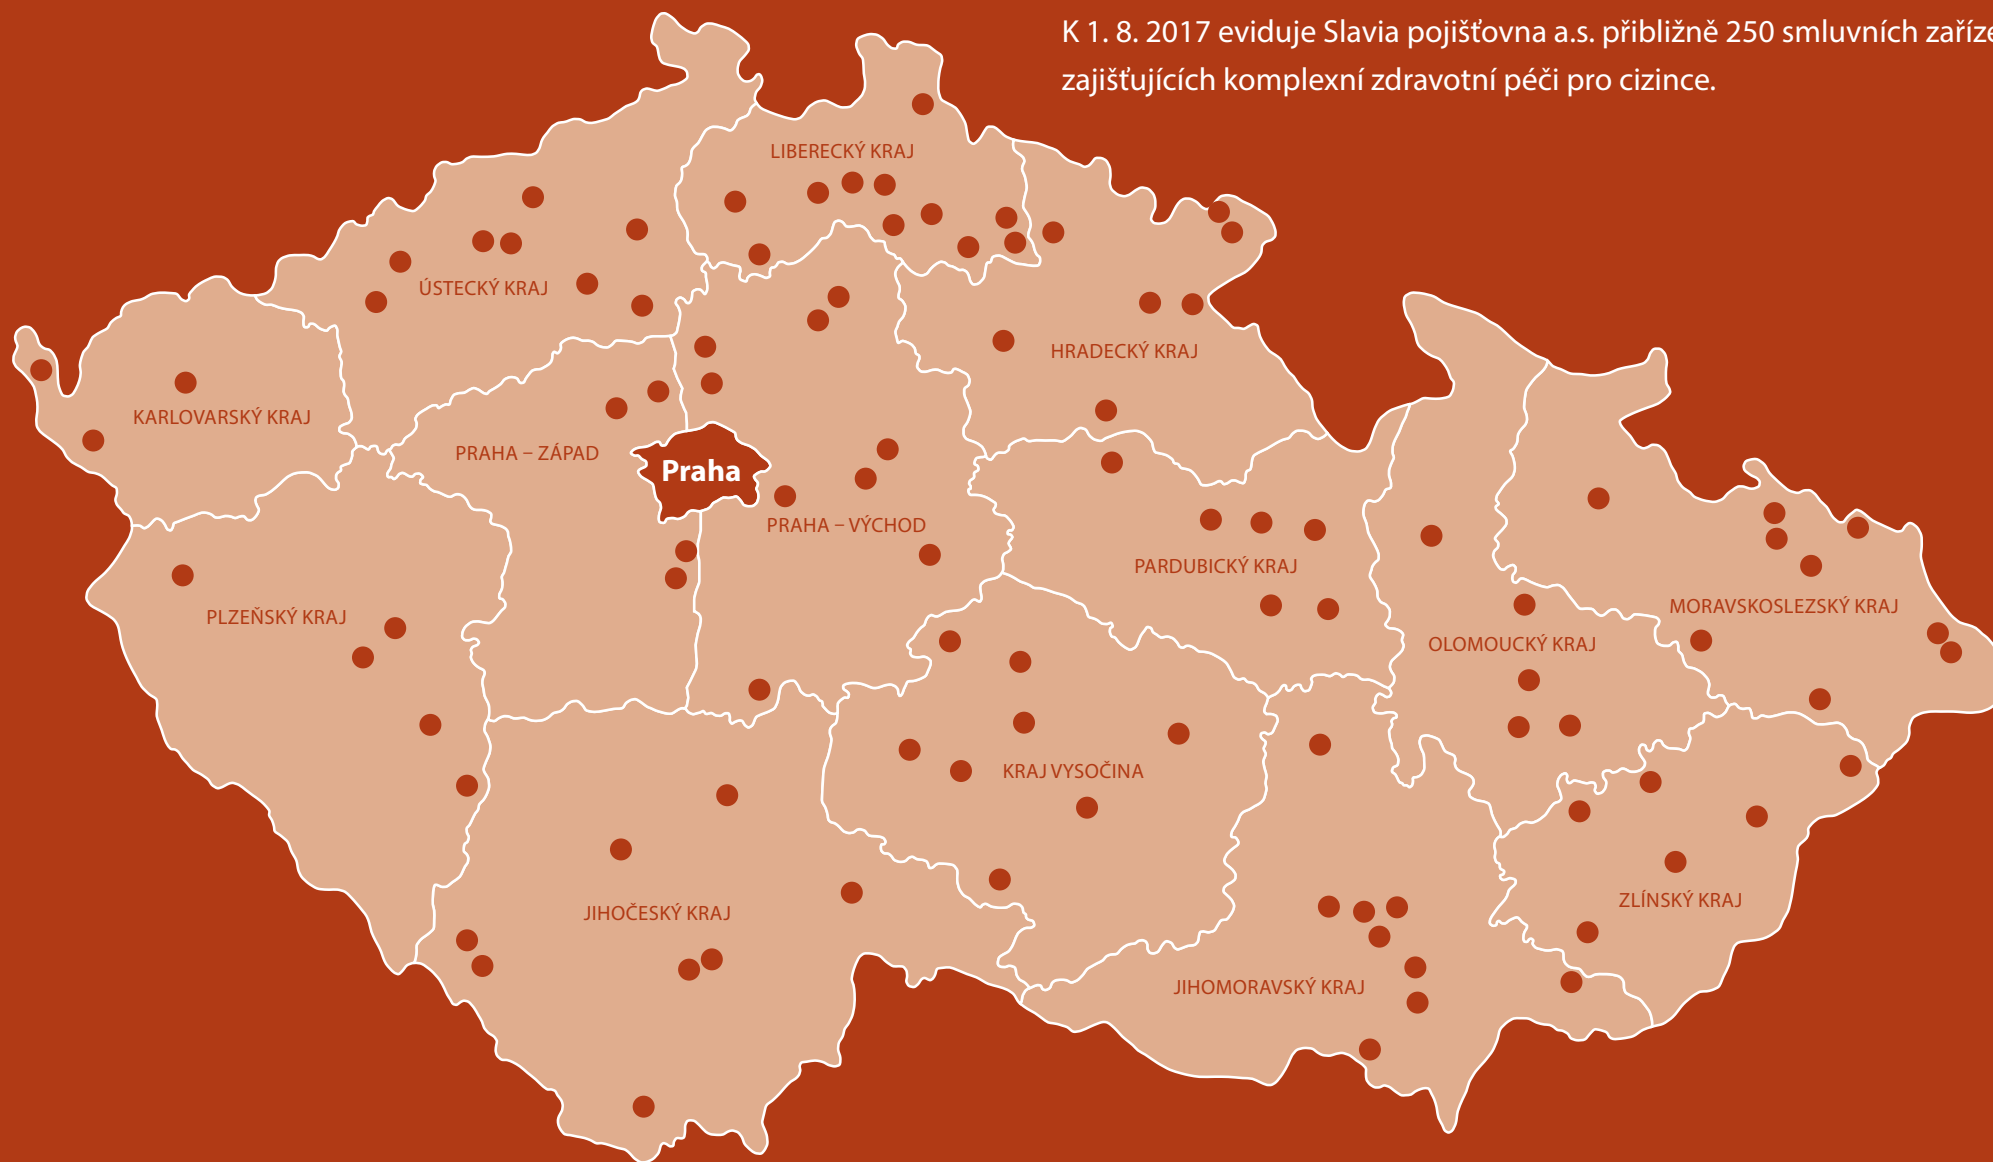 K 1. 8. 2017 eviduje Slavia pojišťovna a.s. přibližně 250 smluvních
zajišťujících komplexní zdravotní péči pro cizince.
LIBERECKÝ KRAJ
ÚSTECKÝ KRAJ
HRADECKÝ KRAJ
KARLOVARSKÝ KRAJ
PRAHA – ZÁPAD
Praha
PRAHA – VÝCHOD
PARDUBICKÝ KRAJ
PLZEŇSKÝ KRAJ
MORAVSKOSLEZSKÝ KRAJ
OLOMOUCKÝ KRAJ
KRAJ VYSOČINA
ZLÍNSKÝ KRAJ
JIHOČESKÝ KRAJ
JIHOMORAVSKÝ KRAJ